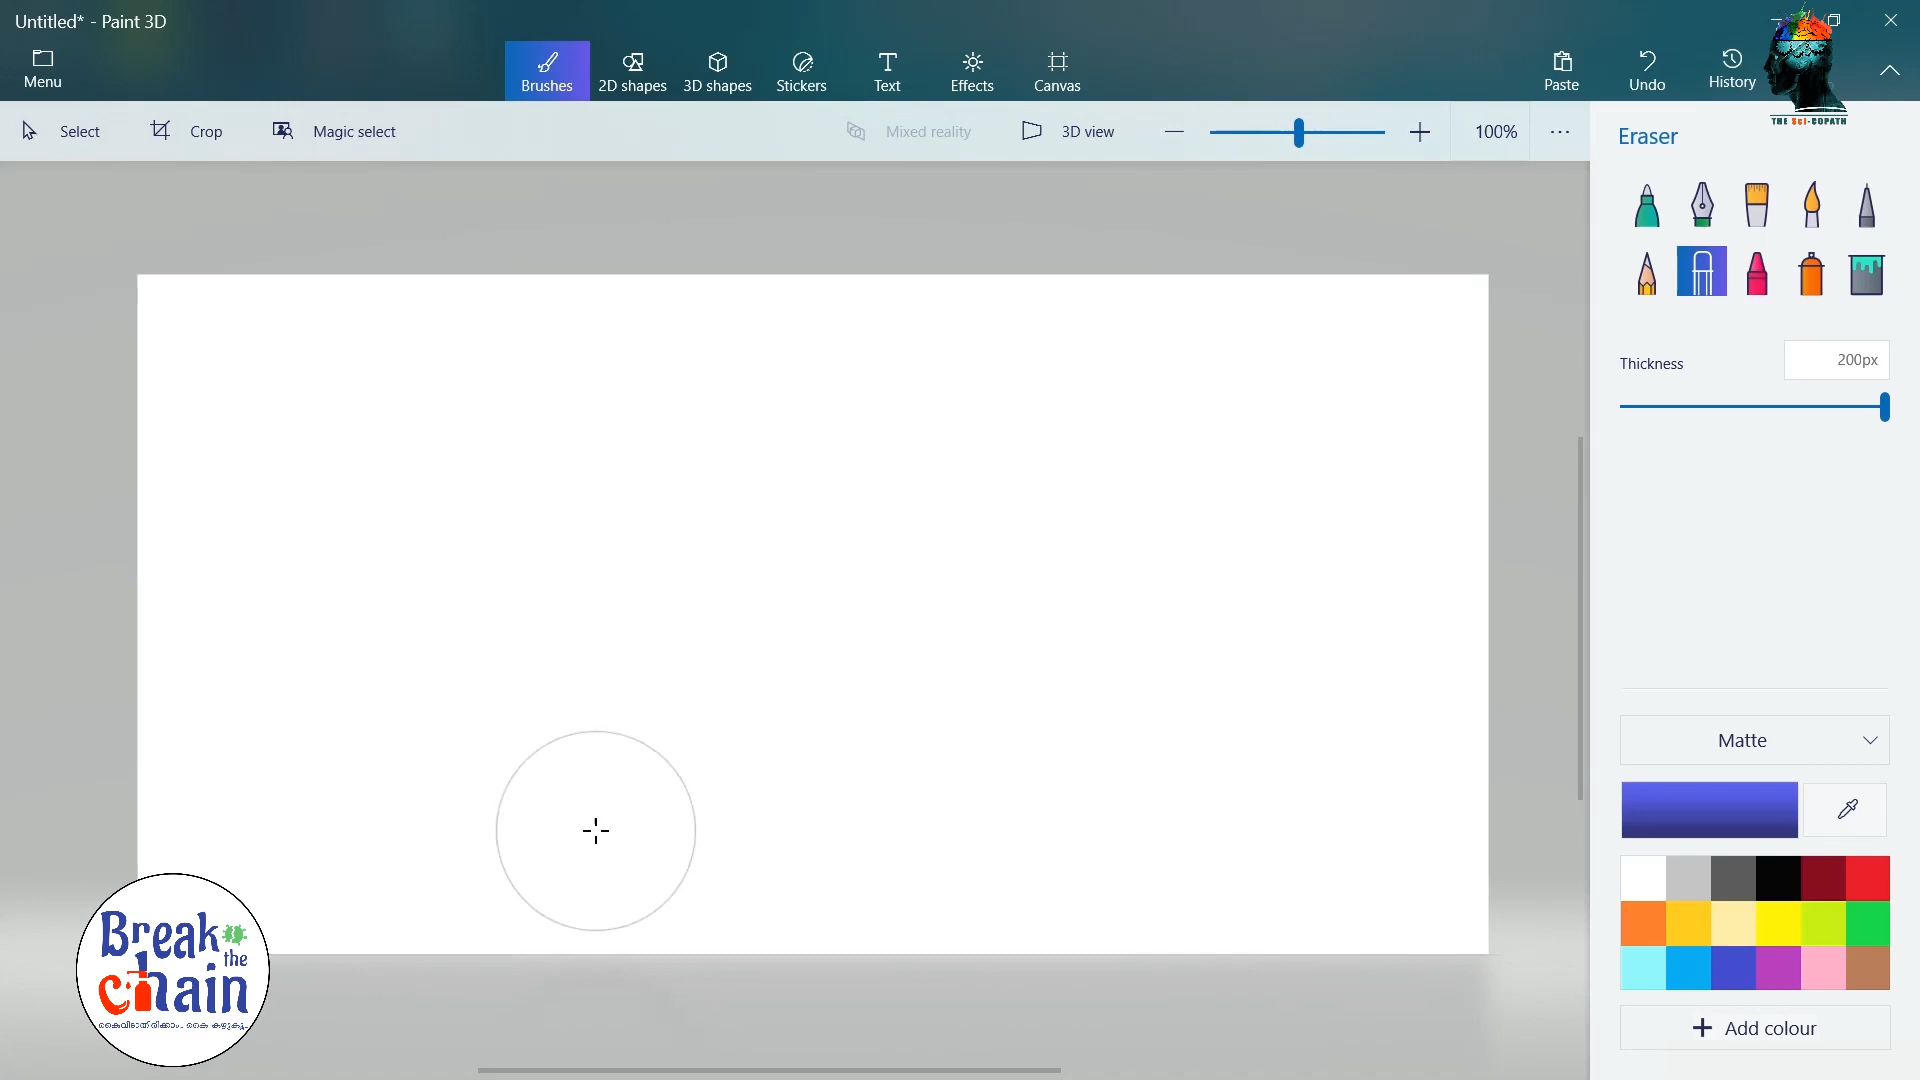 Untitled* - Paint 3D
Menu
Brushes
2D shapes
3D shapes
Stickers
Text
Effects
Canvas
Paste
Undo
History
THE SCI-COPATH
Select
Crop
Magic select
Mixed reality
3D view
100%
Eraser
Thickness
200px
Matte
Add colour
Break
the
chain
കൈവിടാതിരിക്കാം.. കൈ കഴുകൂ..